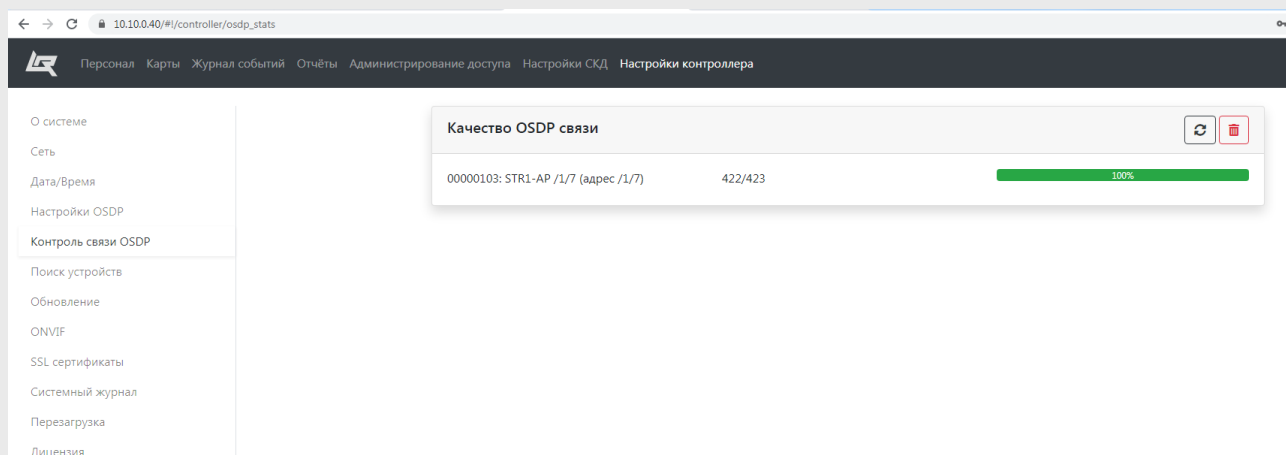 10.10.0.40/#!/controller/osdp_stats
Персонал Карты Журнал событий Отчёты Администрирование доступа Настройки СКД Настройки контроллера
О системе
Сеть
Дата/Время
Настройки OSDP
Контроль связи OSDP
Поиск устройств
Обновление
ONVIF
SSL сертификаты
Системный журнал
Перезагрузка
Лицензия
Качество OSDP связи
00000103: STR1-AP /1/7 (адрес /1/7) 422/423 100%